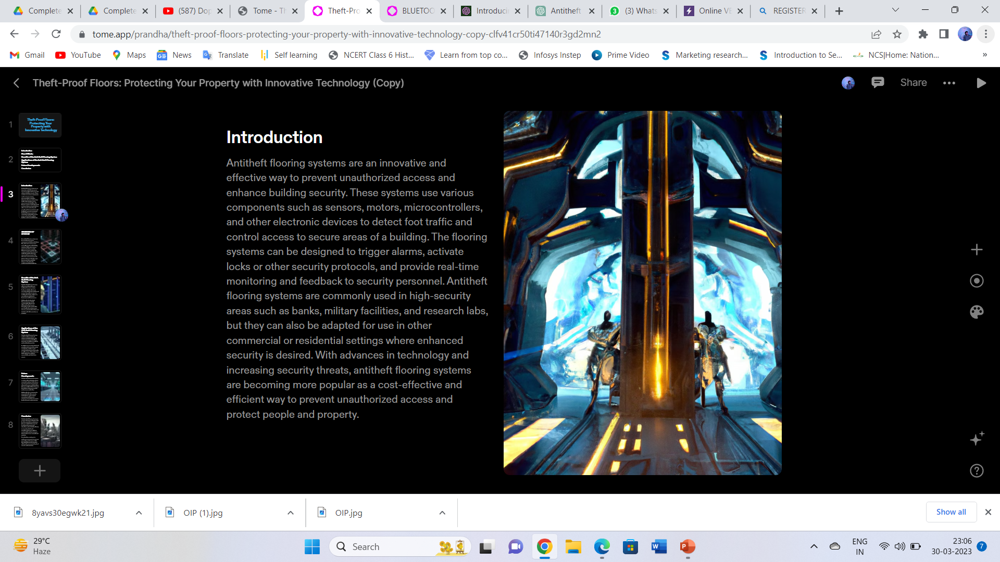 Complete
Complete
(587) Dop
Tome - Th
Theft-Pro
BLUETOO
Introducin
Antitheft
(3) Whats
Online VE
REGISTER
tome.app/prandha/theft-proof-floors-protecting-your-property-with-innovative-technology-copy-clfv41cr50ti47140r3gd2mn2
Gmail
YouTube
Maps
News
Translate
Self learning
NCERT Class 6 Hist...
Learn from top co...
Infosys Instep
Prime Video
Marketing research...
Introduction to Se...
NCS|Home: Nation...
»
Theft-Proof Floors: Protecting Your Property with Innovative Technology (Copy)
Share
1
Theft-Proof Floors:
Protecting Your
Property with
Innovative Technology
2
3
4
5
6
7
8
Introduction
Antitheft flooring systems are an innovative and
effective way to prevent unauthorized access and
enhance building security. These systems use various
components such as sensors, motors, microcontrollers,
and other electronic devices to detect foot traffic and
control access to secure areas of a building. The flooring
systems can be designed to trigger alarms, activate
locks or other security protocols, and provide real-time
monitoring and feedback to security personnel. Antitheft
flooring systems are commonly used in high-security
areas such as banks, military facilities, and research labs,
but they can also be adapted for use in other
commercial or residential settings where enhanced
security is desired. With advances in technology and
increasing security threats, antitheft flooring systems
are becoming more popular as a cost-effective and
efficient way to prevent unauthorized access and
protect people and property.
8yavs30egwk21.jpg
OIP (1).jpg
OIP.jpg
Show all
29°C
Haze
Search
ENG
IN
23:06
30-03-2023
7